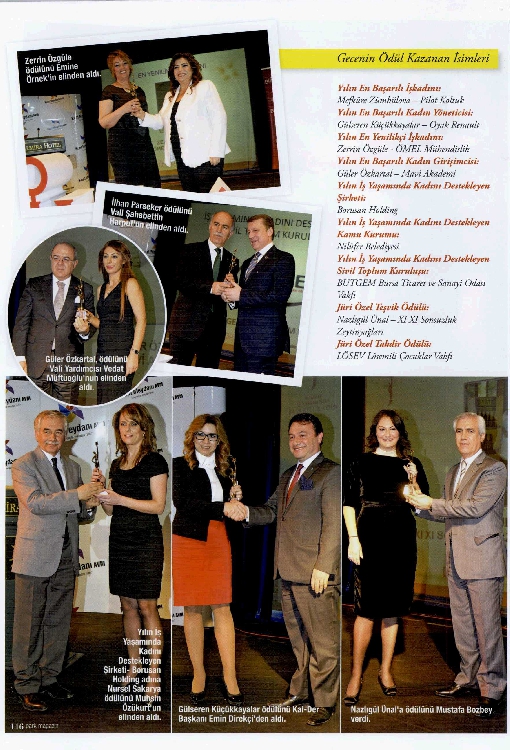 Zerrin Özgüle
ödülünü Emine
Örnek'in elinden aldı.
Gecenin Ödül Kazanan İsimleri
Yılın En Başarılı İşkadını:
Mefküre Zümbülova – Pilot Koltuk
Yılın En Başarılı Kadın Yöneticisi:
Gülseren Küçükkayalar – Oyak Renault
Yılın En Yenilikçi İşkadını:
Zerrin Özgüle - ÖMEL Mühendislik
Yılın En Başarılı Kadın Girişimcisi:
Güler Özkartal – Mavi Akademi
Yılın İş Yaşamında Kadını Destekleyen
Şirketi:
Borusan Holding
Yılın İş Yaşamında Kadını Destekleyen
Kamu Kurumu:
Nilüfer Belediyesi
Yılın İş Yaşamında Kadını Destekleyen
Sivil Toplum Kuruluşu:
BUTGEM Bursa Ticaret ve Sanayi Odası
Vakfı
Jüri Özel Teşvik Ödülü:
Nazlıgül Ünal – XI XI Sonsuzluk
Zeytinyağları
Jüri Özel Takdir Ödülü:
LÖSEV Lösemili Çocuklar Vakfı
İlhan Parseker ödülünü
Vali Şahabettin
Harput'un elinden aldı.
Güler Özkartal, ödülünü
Vali Yardımcısı Vedat
Müftüoğlu'nun elinden
aldı.
Yılın İş
Yaşamında
Kadını
Destekleyen
Şirketi- Borusan
Holding adına
Nursel Sakarya
ödülünü Muhsin
Özükurt'un
elinden aldı.
Gülseren Küçükkayalar ödülünü Kal-Der
Başkanı Emin Direkçi'den aldı.
Nazlıgül Ünal'a ödülünü Mustafa Bozbey
verdi.
116 park magazin